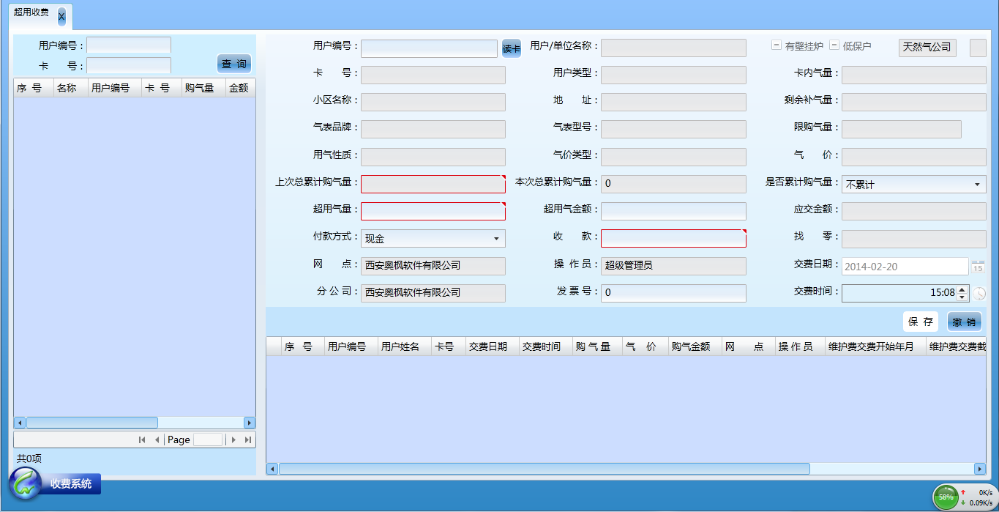 超用收费 X
用户编号：
卡 号：
查 询
序 号 名称 用户编号 卡 号 购气量 金额
Page
共0项
用户编号： 读卡 用户/单位名称： 有壁挂炉 低保户 天然气公司
卡 号： 用户类型： 卡内气量：
小区名称： 地 址： 剩余补气量：
气表品牌： 气表型号： 限购气量：
用气性质： 气价类型： 气 价：
上次总累计购气量： 本次总累计购气量： 0 是否累计购气量： 不累计
超用气量： 超用气金额： 应交金额：
付款方式： 现金 收 款： 找 零：
网 点： 西安奥枫软件有限公司 操 作 员： 超级管理员 交费日期： 2014-02-20 15
分 公 司： 西安奥枫软件有限公司 发 票 号： 0 交费时间： 15:08
保 存 撤 销
序 号 用户编号 用户姓名 卡号 交费日期 交费时间 购 气 量 气 价 购气金额 网 点 操 作 员 维护费交费开始年月 维护费交费截
收费系统
58% 0K/s
0.09K/s